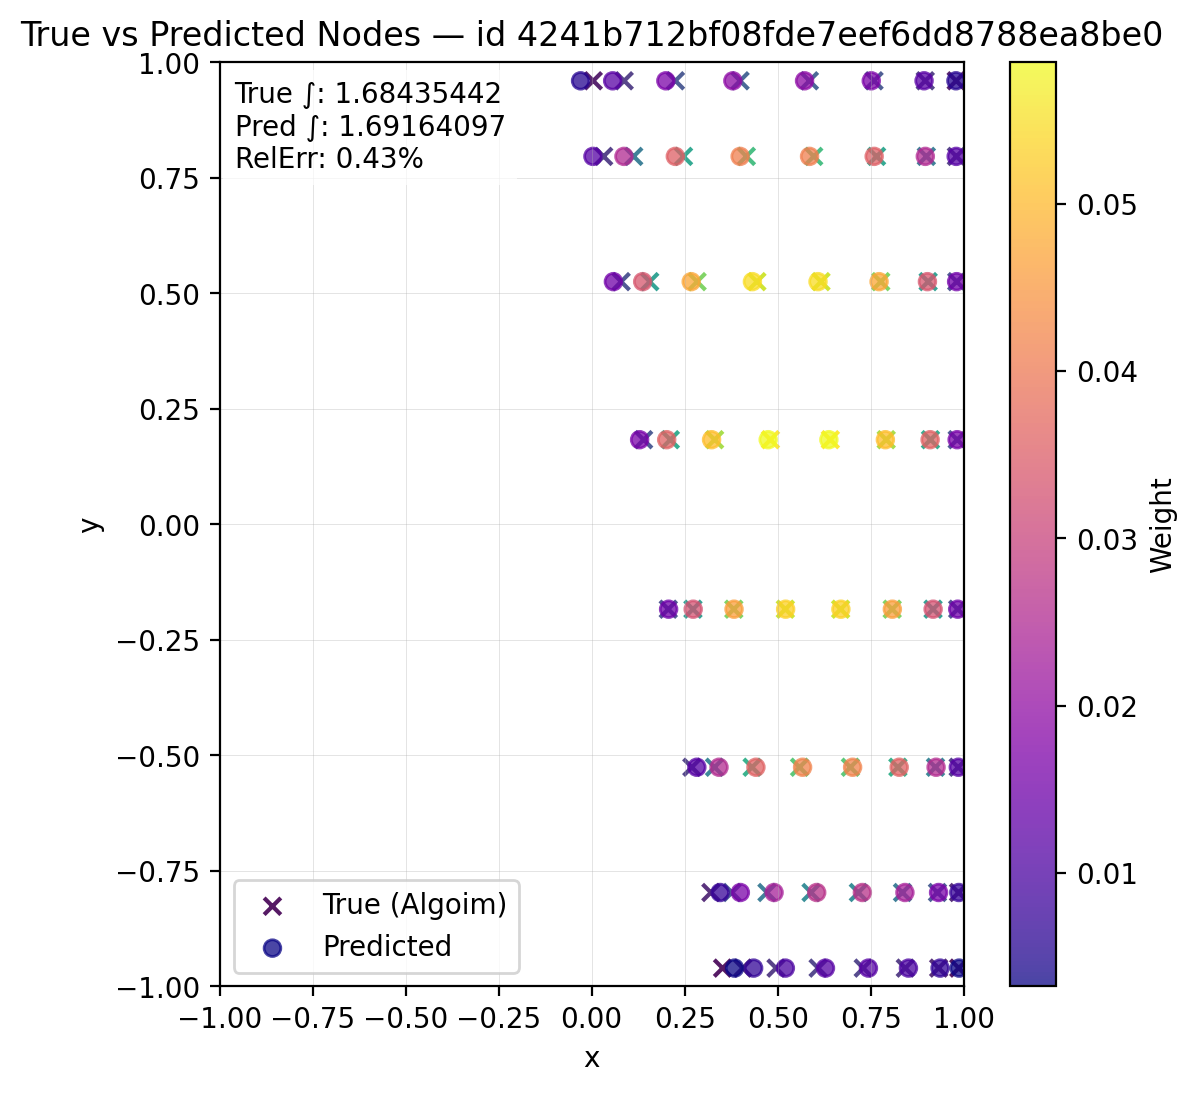 True vs Predicted Nodes — id 4241b712bf08fde7eef6dd8788ea8be0
True ∫: 1.68435442
Pred ∫: 1.69164097
RelErr: 0.43%
1.00
0.75
0.50
0.25
0.00
−0.25
−0.50
−0.75
−1.00
y
True (Algoim)
Predicted
−1.00 −0.75 −0.50 −0.25 0.00 0.25 0.50 0.75 1.00
x
0.05
0.04
0.03
0.02
0.01
Weight